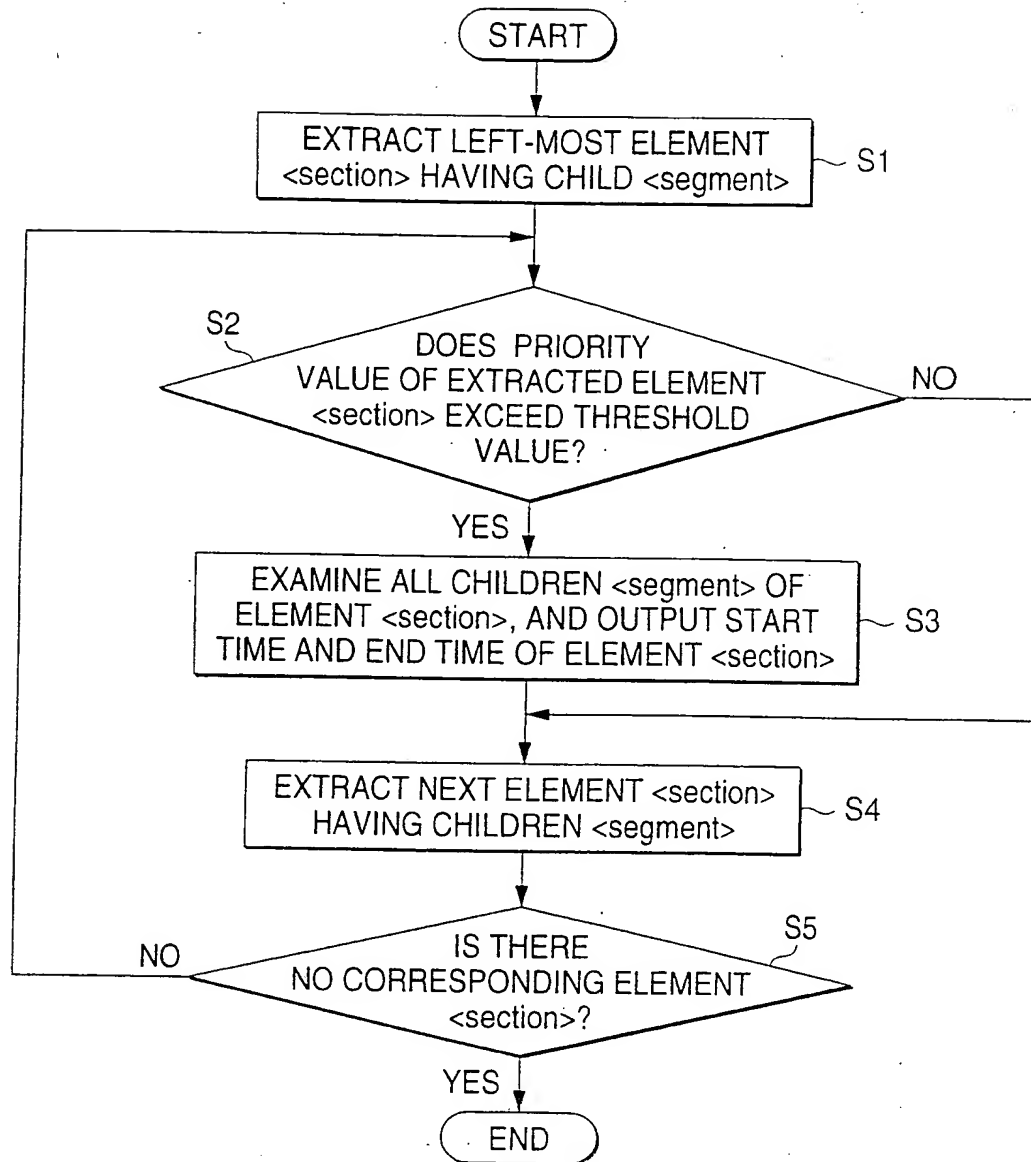 START
EXTRACT LEFT-MOST ELEMENT
<section> HAVING CHILD <segment>
S1
S2
DOES PRIORITY
VALUE OF EXTRACTED ELEMENT
<section> EXCEED THRESHOLD
VALUE?
NO
YES
EXAMINE ALL CHILDREN <segment> OF
ELEMENT <section>, AND OUTPUT START
TIME AND END TIME OF ELEMENT <section>
S3
EXTRACT NEXT ELEMENT <section>
HAVING CHILDREN <segment>
S4
NO
IS THERE
NO CORRESPONDING ELEMENT
<section>?
S5
YES
END